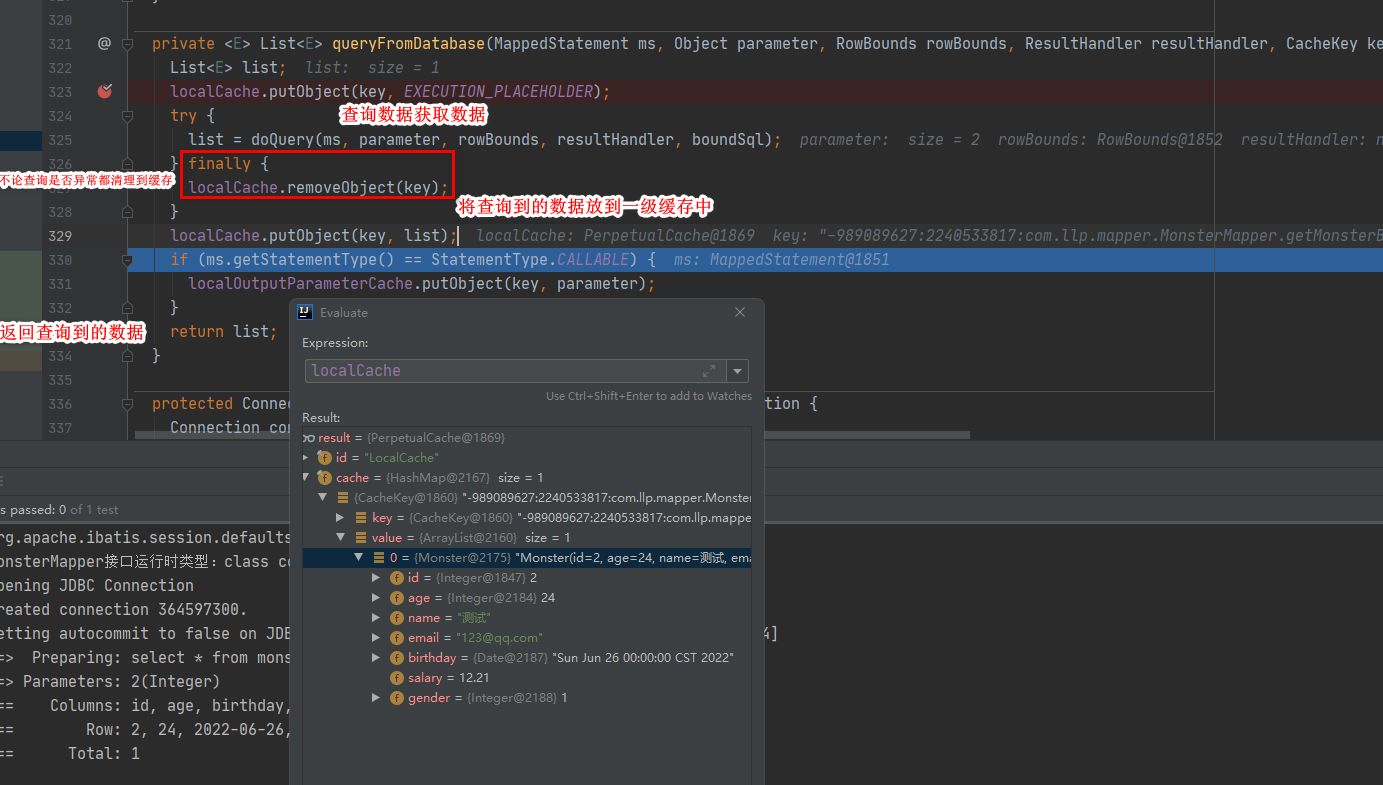 320
321 @ private <E> List<E> queryFromDatabase(MappedStatement ms, Object parameter, RowBounds rowBounds, ResultHandler resultHandler, CacheKey ke
322 List<E> list; list: size = 1
323 localCache.putObject(key, EXECUTION_PLACEHOLDER);
查询数据获取数据
324 try {
325 list = doQuery(ms, parameter, rowBounds, resultHandler, boundSql); parameter: size = 2 rowBounds: RowBounds@1852 resultHandler: n
326 } finally {
不论查询是否异常都清理到缓存
localCache.removeObject(key);
将查询到的数据放到一级缓存中
328 }
329 localCache.putObject(key, list); localCache: PerpetualCache@1869 key: "-989089627:2240533817:com.llp.mapper.MonsterMapper.getMonsterB
330 if (ms.getStatementType() == StatementType.CALLABLE) { ms: MappedStatement@1851
331 localOutputParameterCache.putObject(key, parameter);
332 }
返回查询到的数据
return list;
334 }
335
336 protected Connec
tion {
337 Connection con
Evaluate
Expression:
localCache
Use Ctrl+Shift+Enter to add to Watches
Result:
result = {PerpetualCache@1869}
id = "LocalCache"
cache = {HashMap@2167} size = 1
{CacheKey@1860} "-989089627:2240533817:com.llp.mapper.Monster
key = {CacheKey@1860} "-989089627:2240533817:com.llp.mappe
value = {ArrayList@2160} size = 1
0 = {Monster@2175} "Monster(id=2, age=24, name=测试, ema
id = {Integer@1847} 2
age = {Integer@2184} 24
name = "测试"
email = "123@qq.com"
birthday = {Date@2187} "Sun Jun 26 00:00:00 CST 2022"
salary = 12.21
gender = {Integer@2188} 1
s passed: 0 of 1 test
rg.apache.ibatis.session.defaults
onsterMapper接口运行时类型：class co
pening JDBC Connection
reated connection 364597300.
etting autocommit to false on JDB
4]
=> Preparing: select * from mons
=> Parameters: 2(Integer)
== Columns: id, age, birthday,
== Row: 2, 24, 2022-06-26,
== Total: 1